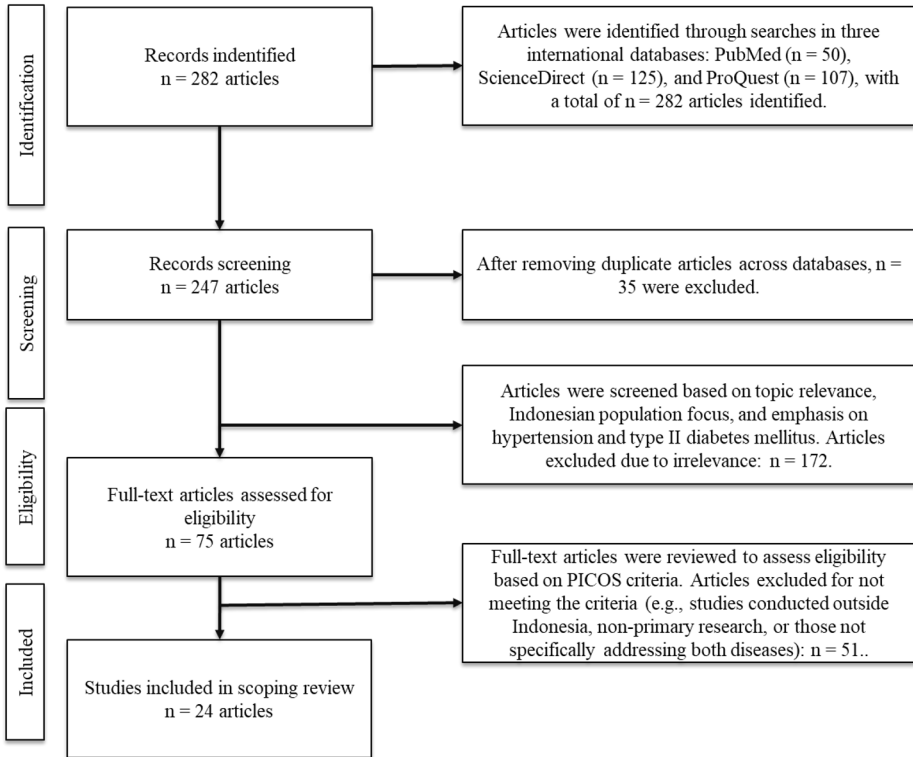 Identification
Records indentified
n = 282 articles
Articles were identified through searches in three
international databases: PubMed (n = 50),
ScienceDirect (n = 125), and ProQuest (n = 107), with
a total of n = 282 articles identified.
Screening
Records screening
n = 247 articles
After removing duplicate articles across databases, n =
35 were excluded.
Articles were screened based on topic relevance,
Indonesian population focus, and emphasis on
hypertension and type II diabetes mellitus. Articles
excluded due to irrelevance: n = 172.
Eligibility
Full-text articles assessed for
eligibility
n = 75 articles
Full-text articles were reviewed to assess eligibility
based on PICOS criteria. Articles excluded for not
meeting the criteria (e.g., studies conducted outside
Indonesia, non-primary research, or those not
specifically addressing both diseases): n = 51..
Included
Studies included in scoping review
n = 24 articles